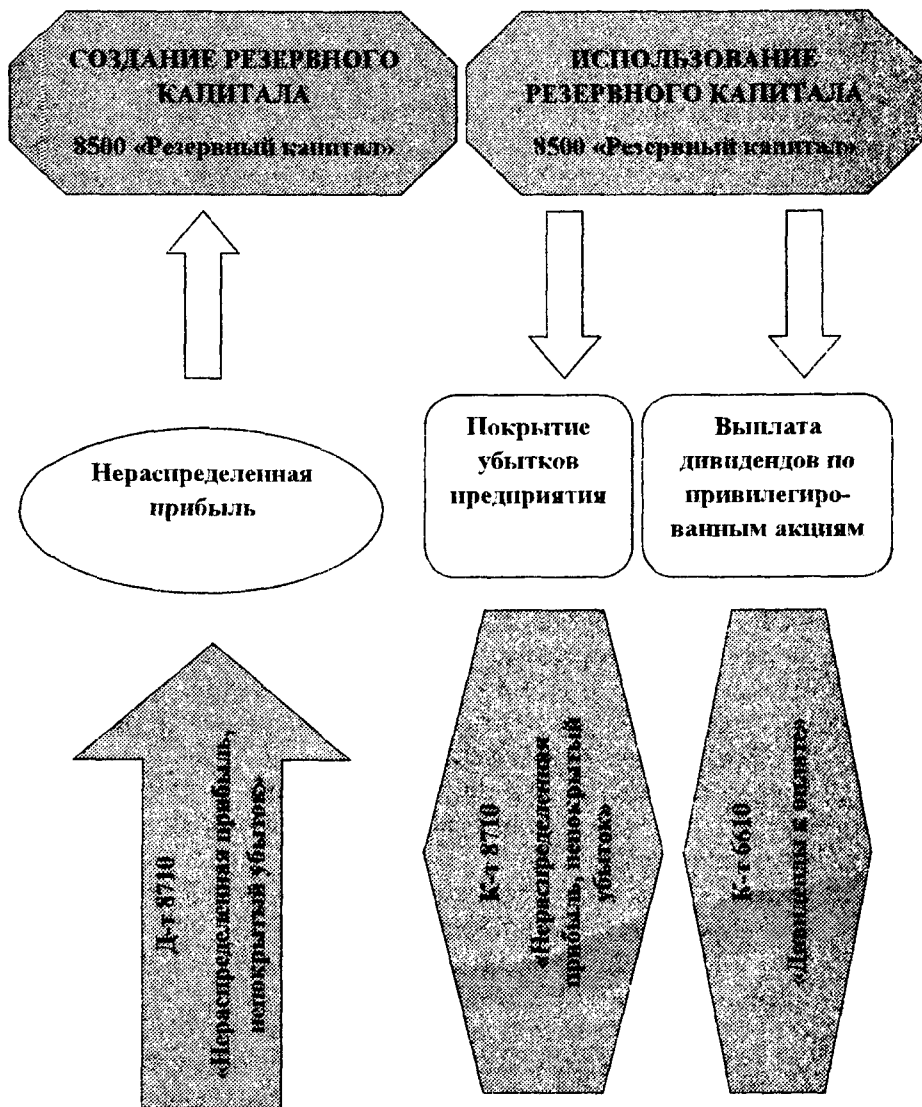 СОЗДАНИЕ РЕЗЕРВНОГО
КАПИТАЛА
8500 «Резервный капитал»
ИСПОЛЬЗОВАНИЕ
РЕЗЕРВНОГО КАПИТАЛА
8500 «Резервный капитал»
Нераспределенная
прибыль
Покрытие
убытков
предприятия
Выплата
дивидендов по
привилегиро-
ванным акциям
Д-т 8710
«Нераспределенная прибыль,
непокрытый убыток»
К-т 8710
«Нераспределенная
прибыль, непокрытый
убыток»
К-т 6610
«Дивиденды к оплате»